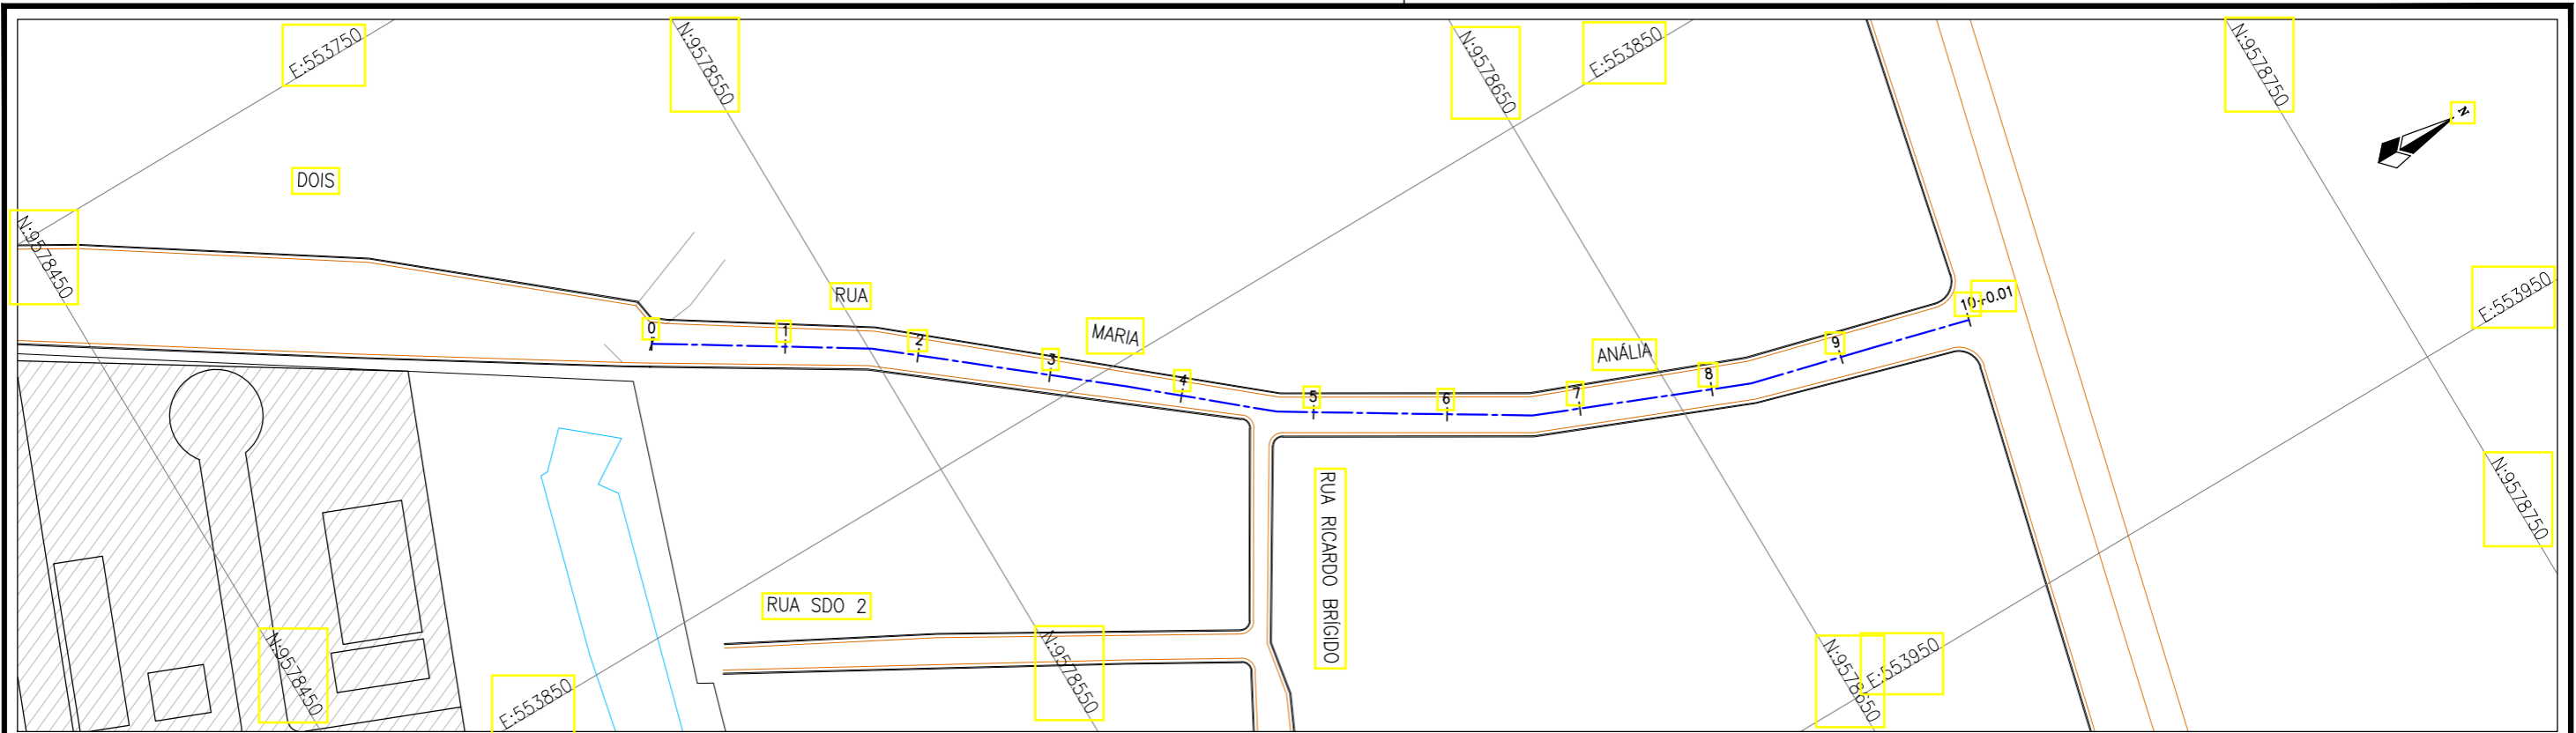 E:553750
N:9578550
N:9578650
E:553850
N:9578750
N
DOIS
N:9578450
RUA
MARIA
ANÁLIA
E:553950
0
1
2
3
4
5
6
7
8
9
10+0.01
N:9578750
RUA RICARDO BRÍGIDO
RUA SDO 2
N:9578450
E:553850
N:9578550
N:9578650
E:553950